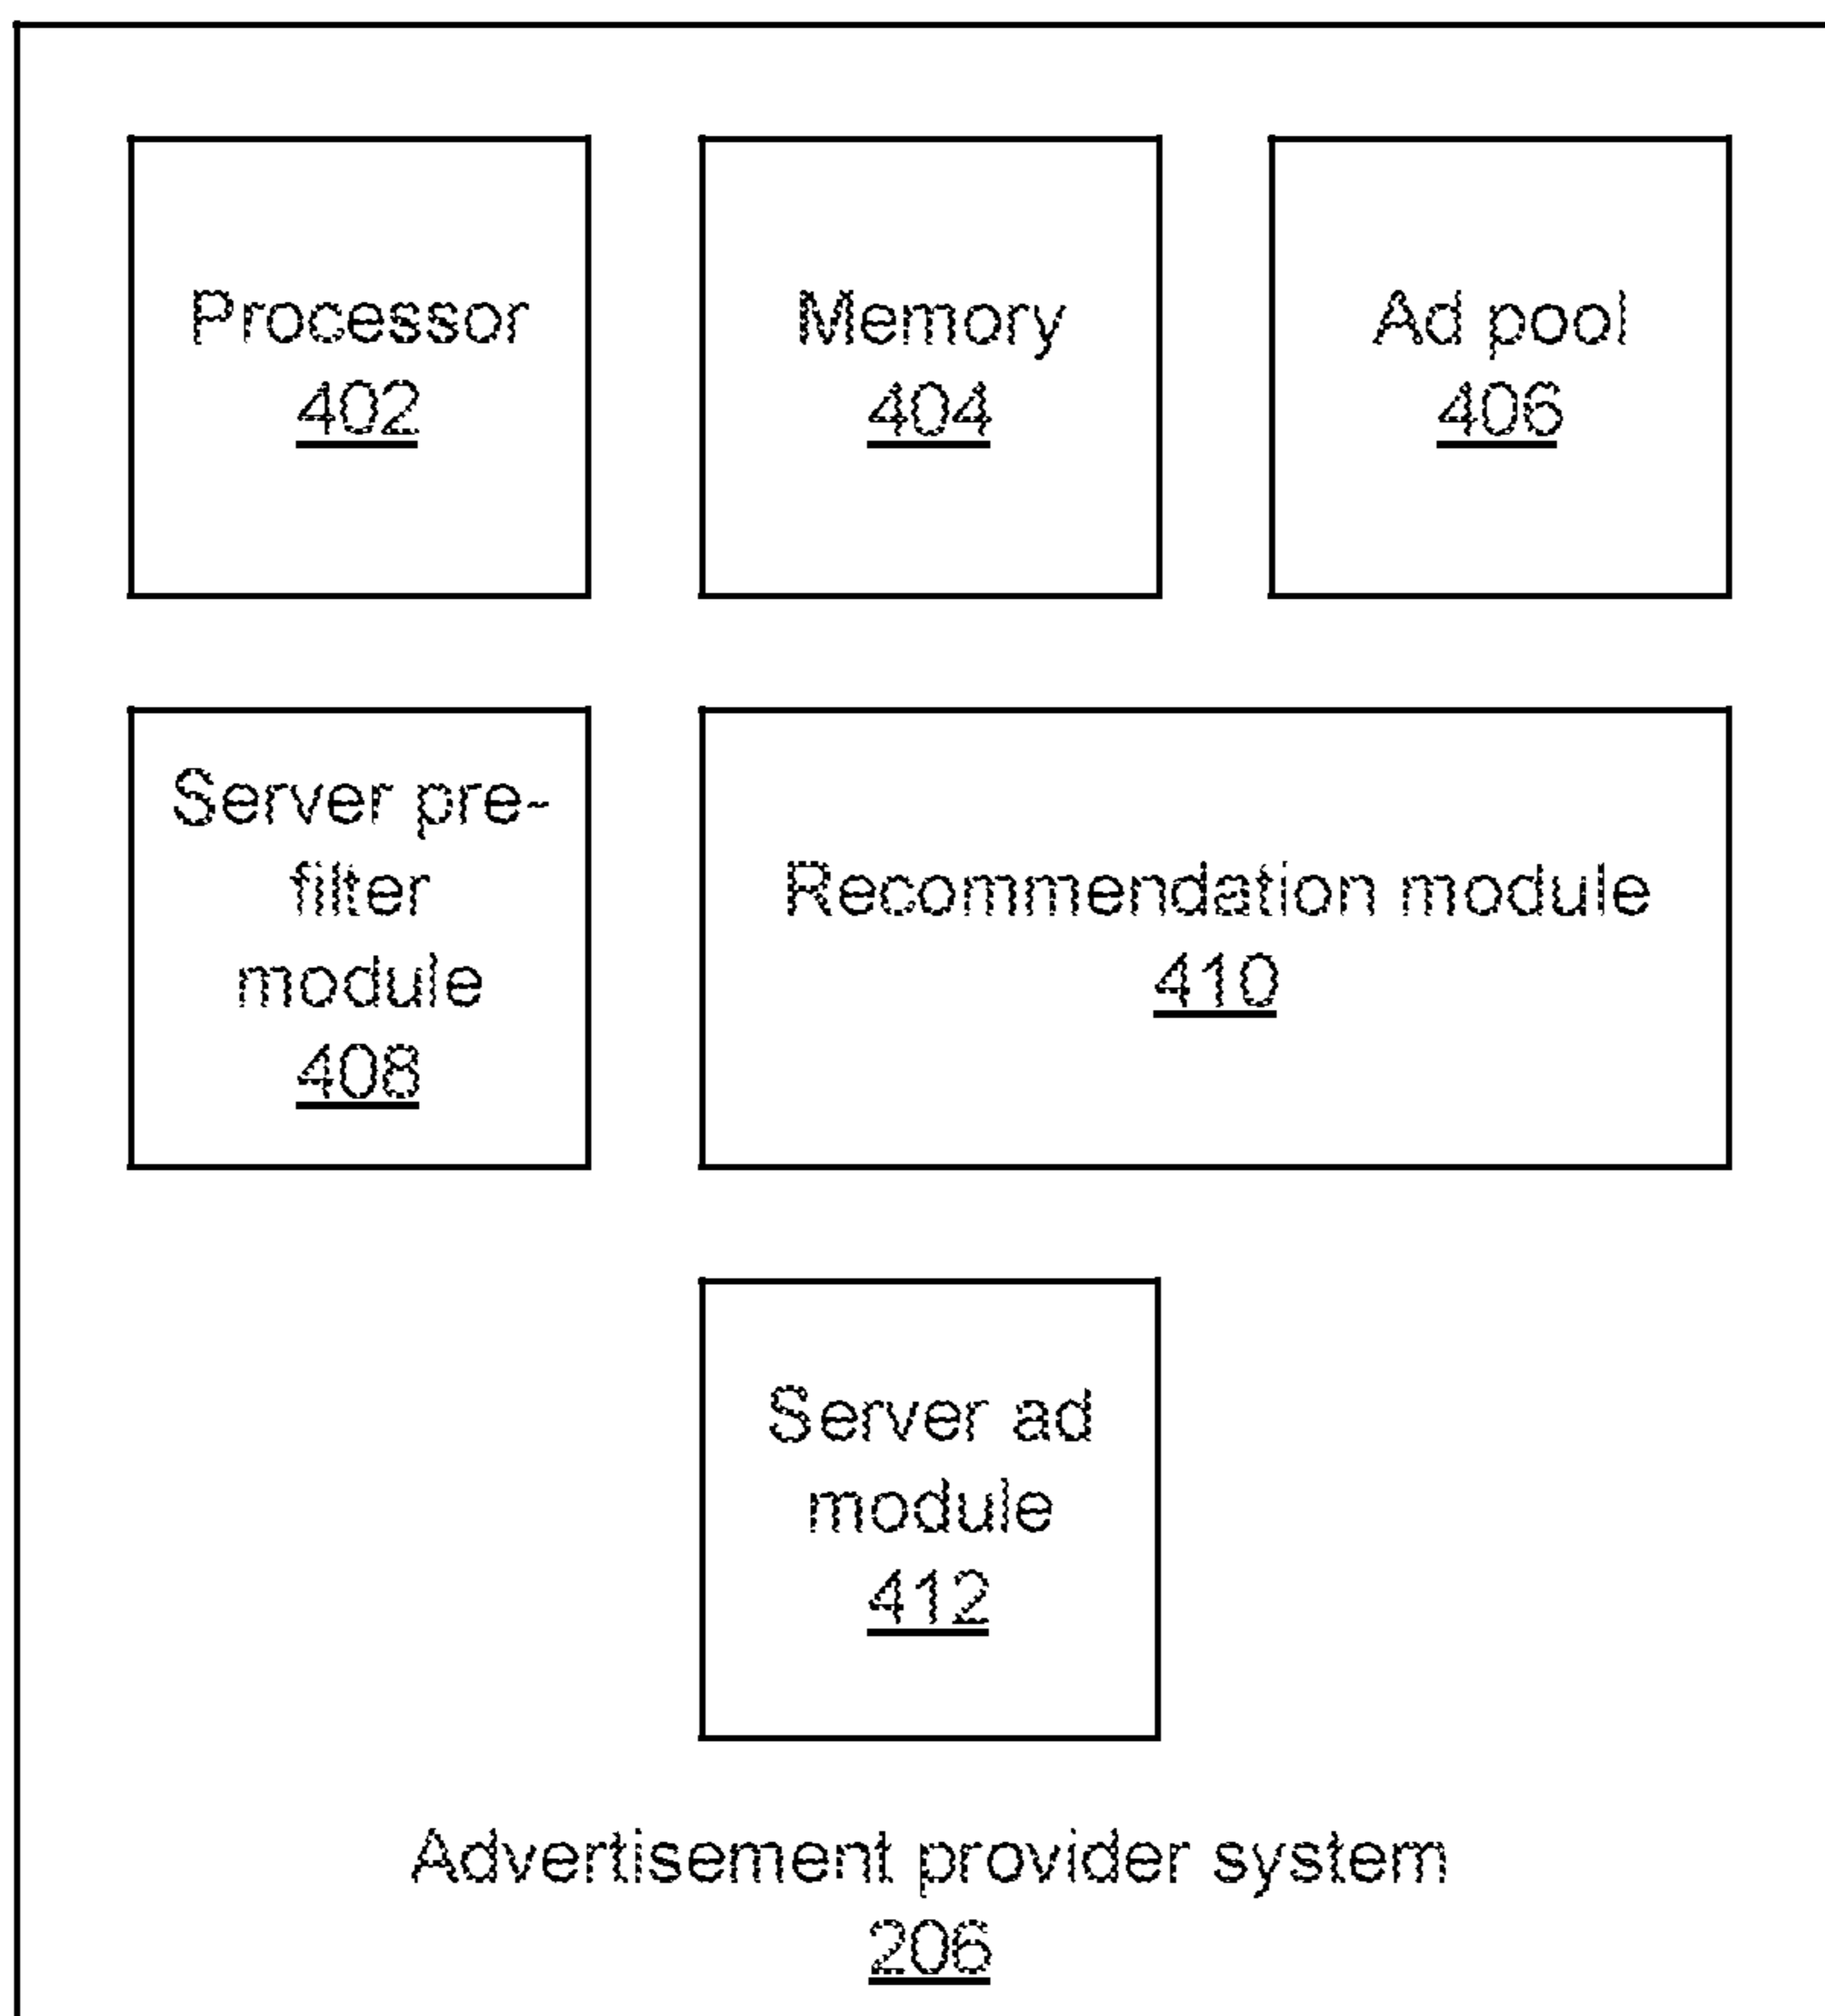 Processor
402
Memory
404
Ad pool
406
Server pre-
filter
module
408
Recommendation module
410
Server ad
module
412
Advertisement provider system
206